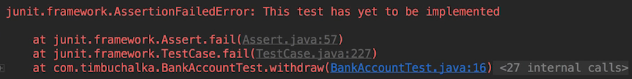 junit.framework.AssertionFailedError: This test has yet to be implemented
at junit.framework.Assert.fail(Assert.java:57)
at junit.framework.TestCase.fail(TestCase.java:227)
at com.timbuchalka.BankAccountTest.withdraw(BankAccountTest.java:16) <27 internal calls>